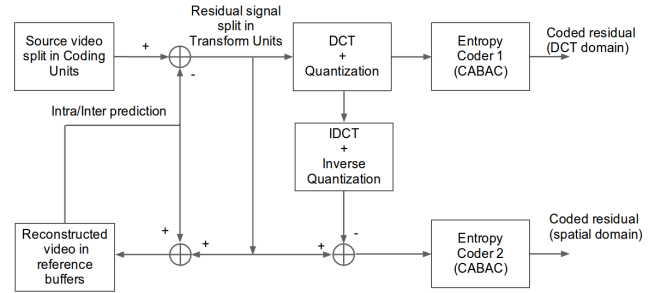 Source video
split in Coding
Units
+
-
Residual signal
split in
Transform Units
DCT
+
Quantization
Entropy
Coder 1
(CABAC)
Coded residual
(DCT domain)
Intra/Inter prediction
IDCT
+
Inverse
Quantization
Reconstructed
video in
reference
buffers
+
+
+
-
Entropy
Coder 2
(CABAC)
Coded residual
(spatial domain)